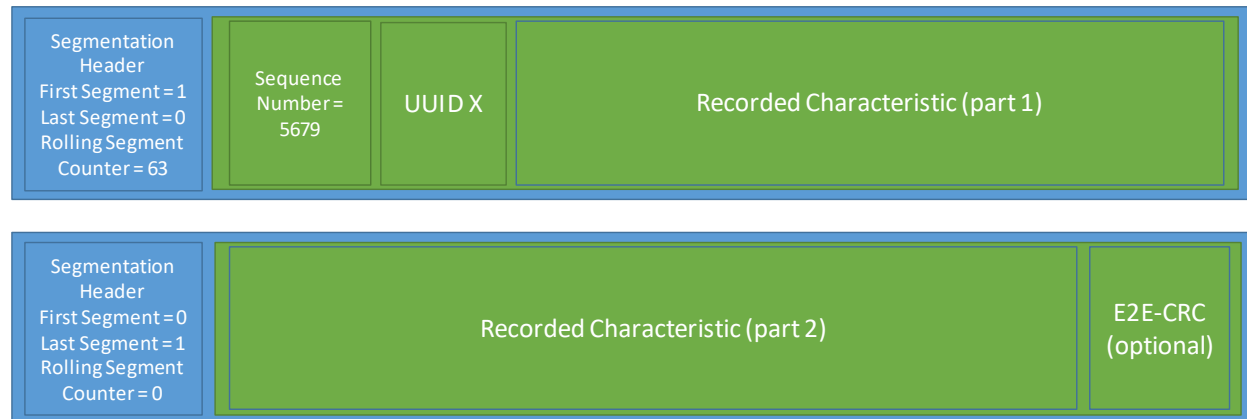 Segmentation
Header
First Segment = 1
Last Segment = 0
Rolling Segment
Counter = 63
Sequence
Number =
5679
UUID X
Recorded Characteristic (part 1)
Segmentation
Header
First Segment = 0
Last Segment = 1
Rolling Segment
Counter = 0
Recorded Characteristic (part 2)
E2E-CRC
(optional)